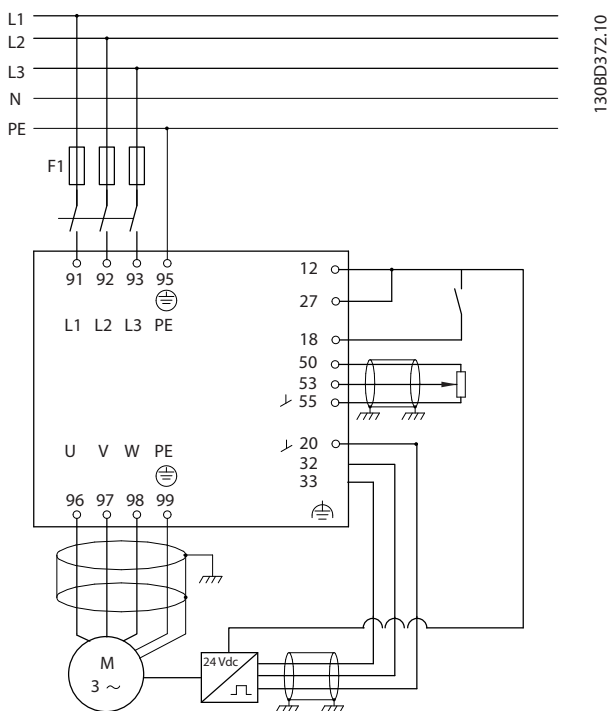 L1
L2
L3
N
PE
130BD372.10
F1
91 92 93 95
L1 L2 L3 PE
12
27
18
50
53
55
20
32
33
U V W PE
96 97 98 99
M
3 ~
24 Vdc